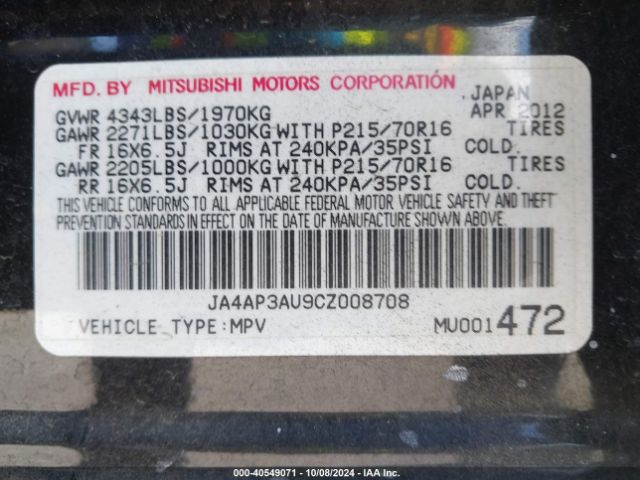 MFD. BY MITSUBISHI MOTORS CORPORATION JAPAN
GVWR 4343LBS/1970KG APR 2012
GAWR 2271LBS/1030KG WITH P215/70R16 TIRES
FR 16X6.5J RIMS AT 240KPA/35PSI COLD.
GAWR 2205LBS/1000KG WITH P215/70R16 TIRES
RR 16X6.5J RIMS AT 240KPA/35PSI COLD.
THIS VEHICLE CONFORMS TO ALL APPLICABLE FEDERAL MOTOR VEHICLE SAFETY AND THEFT
PREVENTION STANDARDS IN EFFECT ON THE DATE OF MANUFACTURE SHOWN ABOVE.
JA4AP3AU9CZ008708
VEHICLE TYPE:MPV MU001472
000-40549071 - 10/08/2024 - IAA Inc.